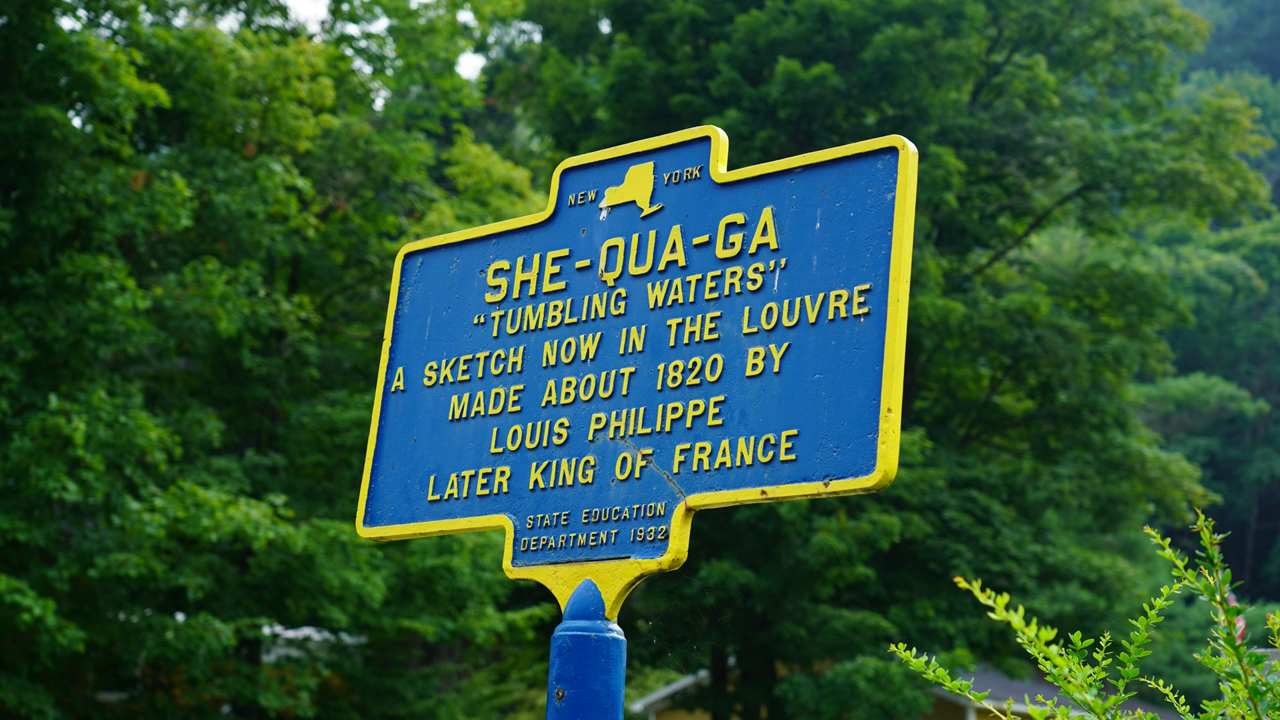 NEW YORK
SHE-QUA-GA
"TUMBLING WATERS"
A SKETCH NOW IN THE LOUVRE
MADE ABOUT 1820 BY
LOUIS PHILIPPE
LATER KING OF FRANCE
STATE EDUCATION
DEPARTMENT 1932